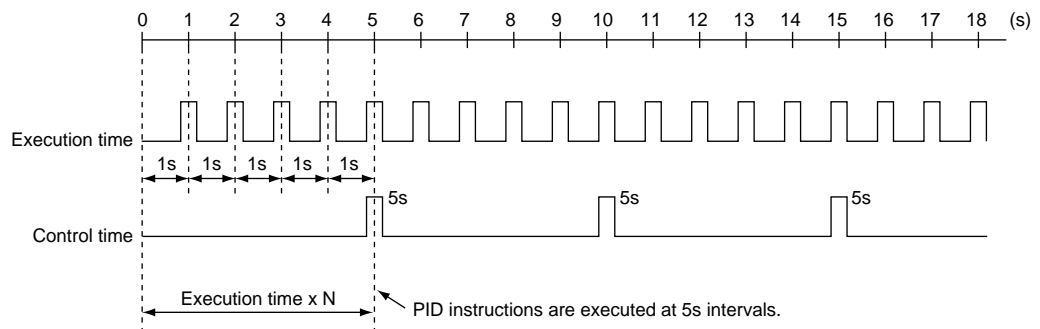 0 1 2 3 4 5 6 7 8 9 10 11 12 13 14 15 16 17 18 (s)
Execution time
1s 1s 1s 1s 1s
5s 5s 5s
Control time
Execution time x N
PID instructions are executed at 5s intervals.